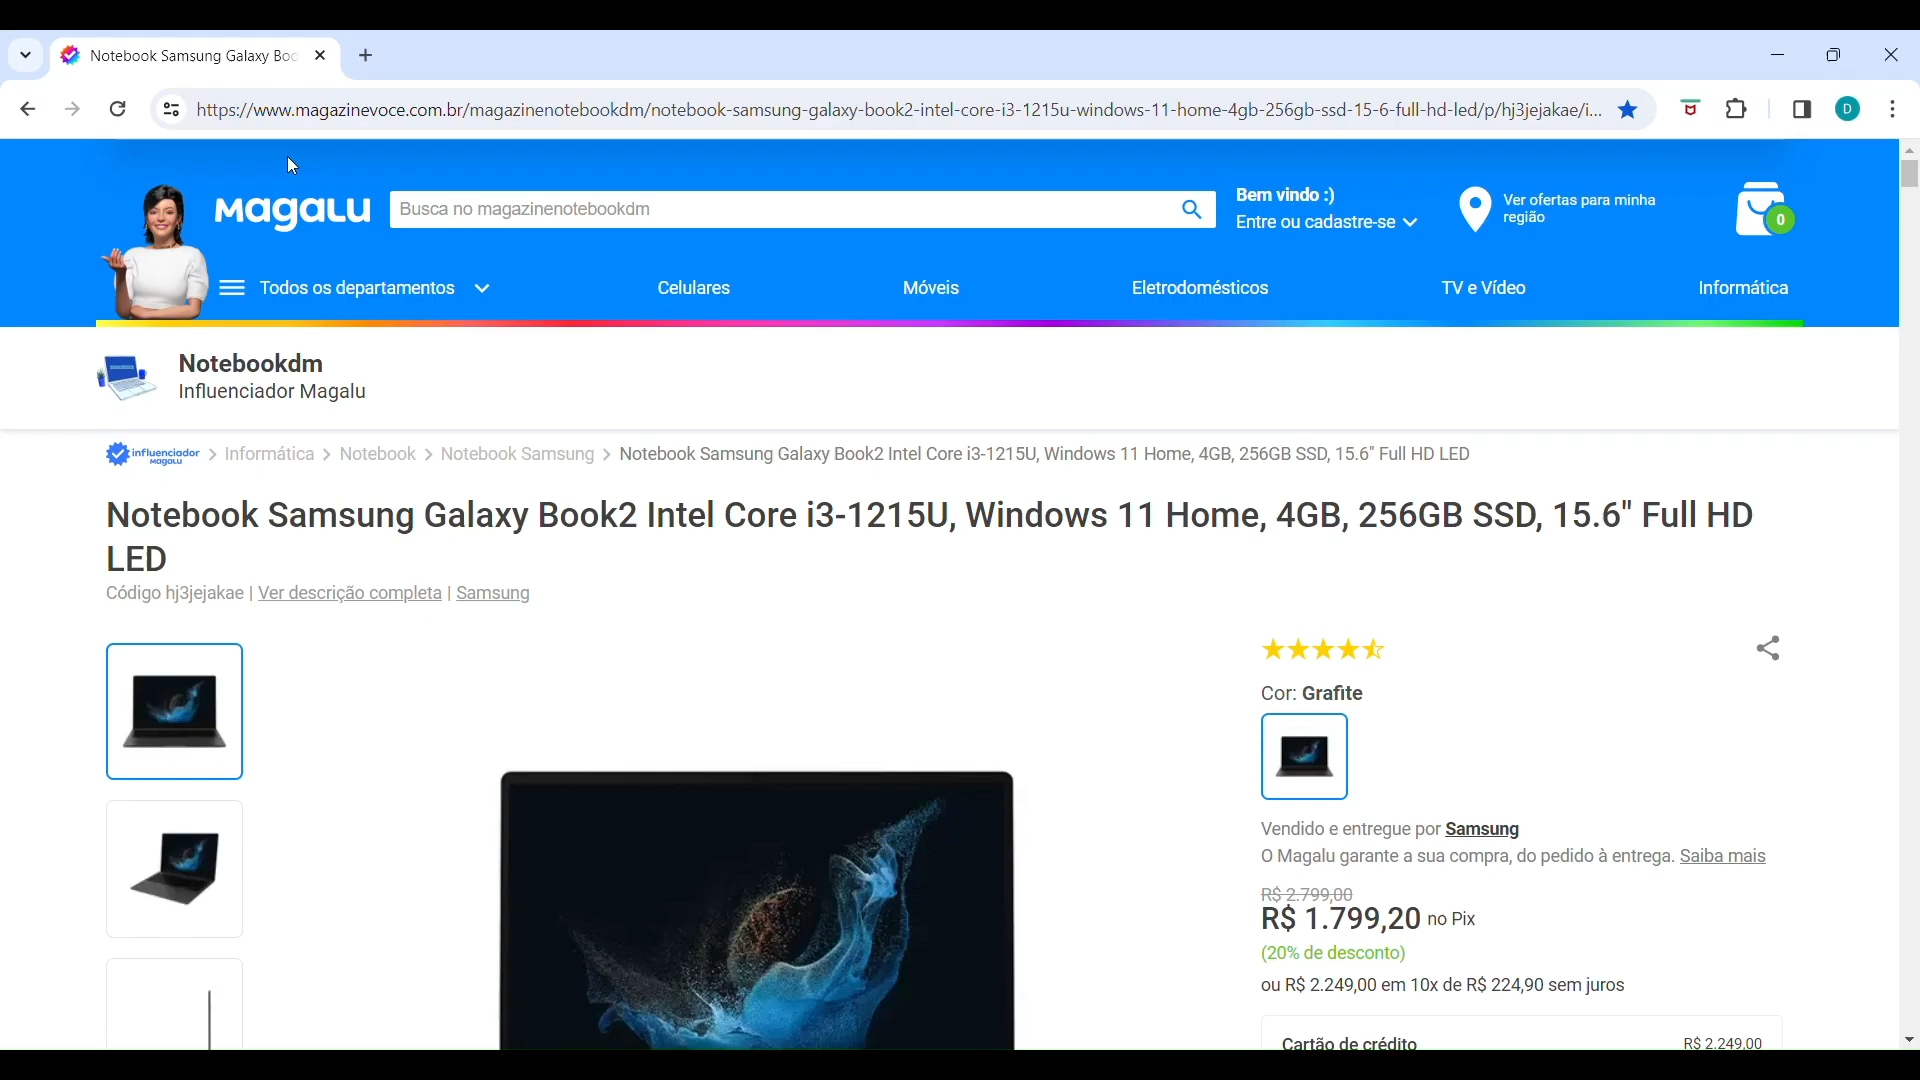 Notebook Samsung Galaxy Boo
https://www.magazinevoce.com.br/magazinenotebookdm/notebook-samsung-galaxy-book2-intel-core-i3-1215u-windows-11-home-4gb-256gb-ssd-15-6-full-hd-led/p/hj3jejakae/i...
D
Magalu
Busca no magazinenotebookdm
Bem vindo :)
Entre ou cadastre-se
Ver ofertas para minha
região
0
Todos os departamentos
Celulares
Móveis
Eletrodomésticos
TV e Vídeo
Informática
Notebookdm
Influenciador Magalu
influenciador
Magalu
> Informática > Notebook > Notebook Samsung > Notebook Samsung Galaxy Book2 Intel Core i3-1215U, Windows 11 Home, 4GB, 256GB SSD, 15.6" Full HD LED
Notebook Samsung Galaxy Book2 Intel Core i3-1215U, Windows 11 Home, 4GB, 256GB SSD, 15.6" Full HD
LED
Código hj3jejakae | Ver descrição completa | Samsung
Cor: Grafite
Vendido e entregue por Samsung
O Magalu garante a sua compra, do pedido à entrega. Saiba mais
R$ 2.799,00
R$ 1.799,20 no Pix
(20% de desconto)
ou R$ 2.249,00 em 10x de R$ 224,90 sem juros
Cartão de crédito R$ 2.249,00